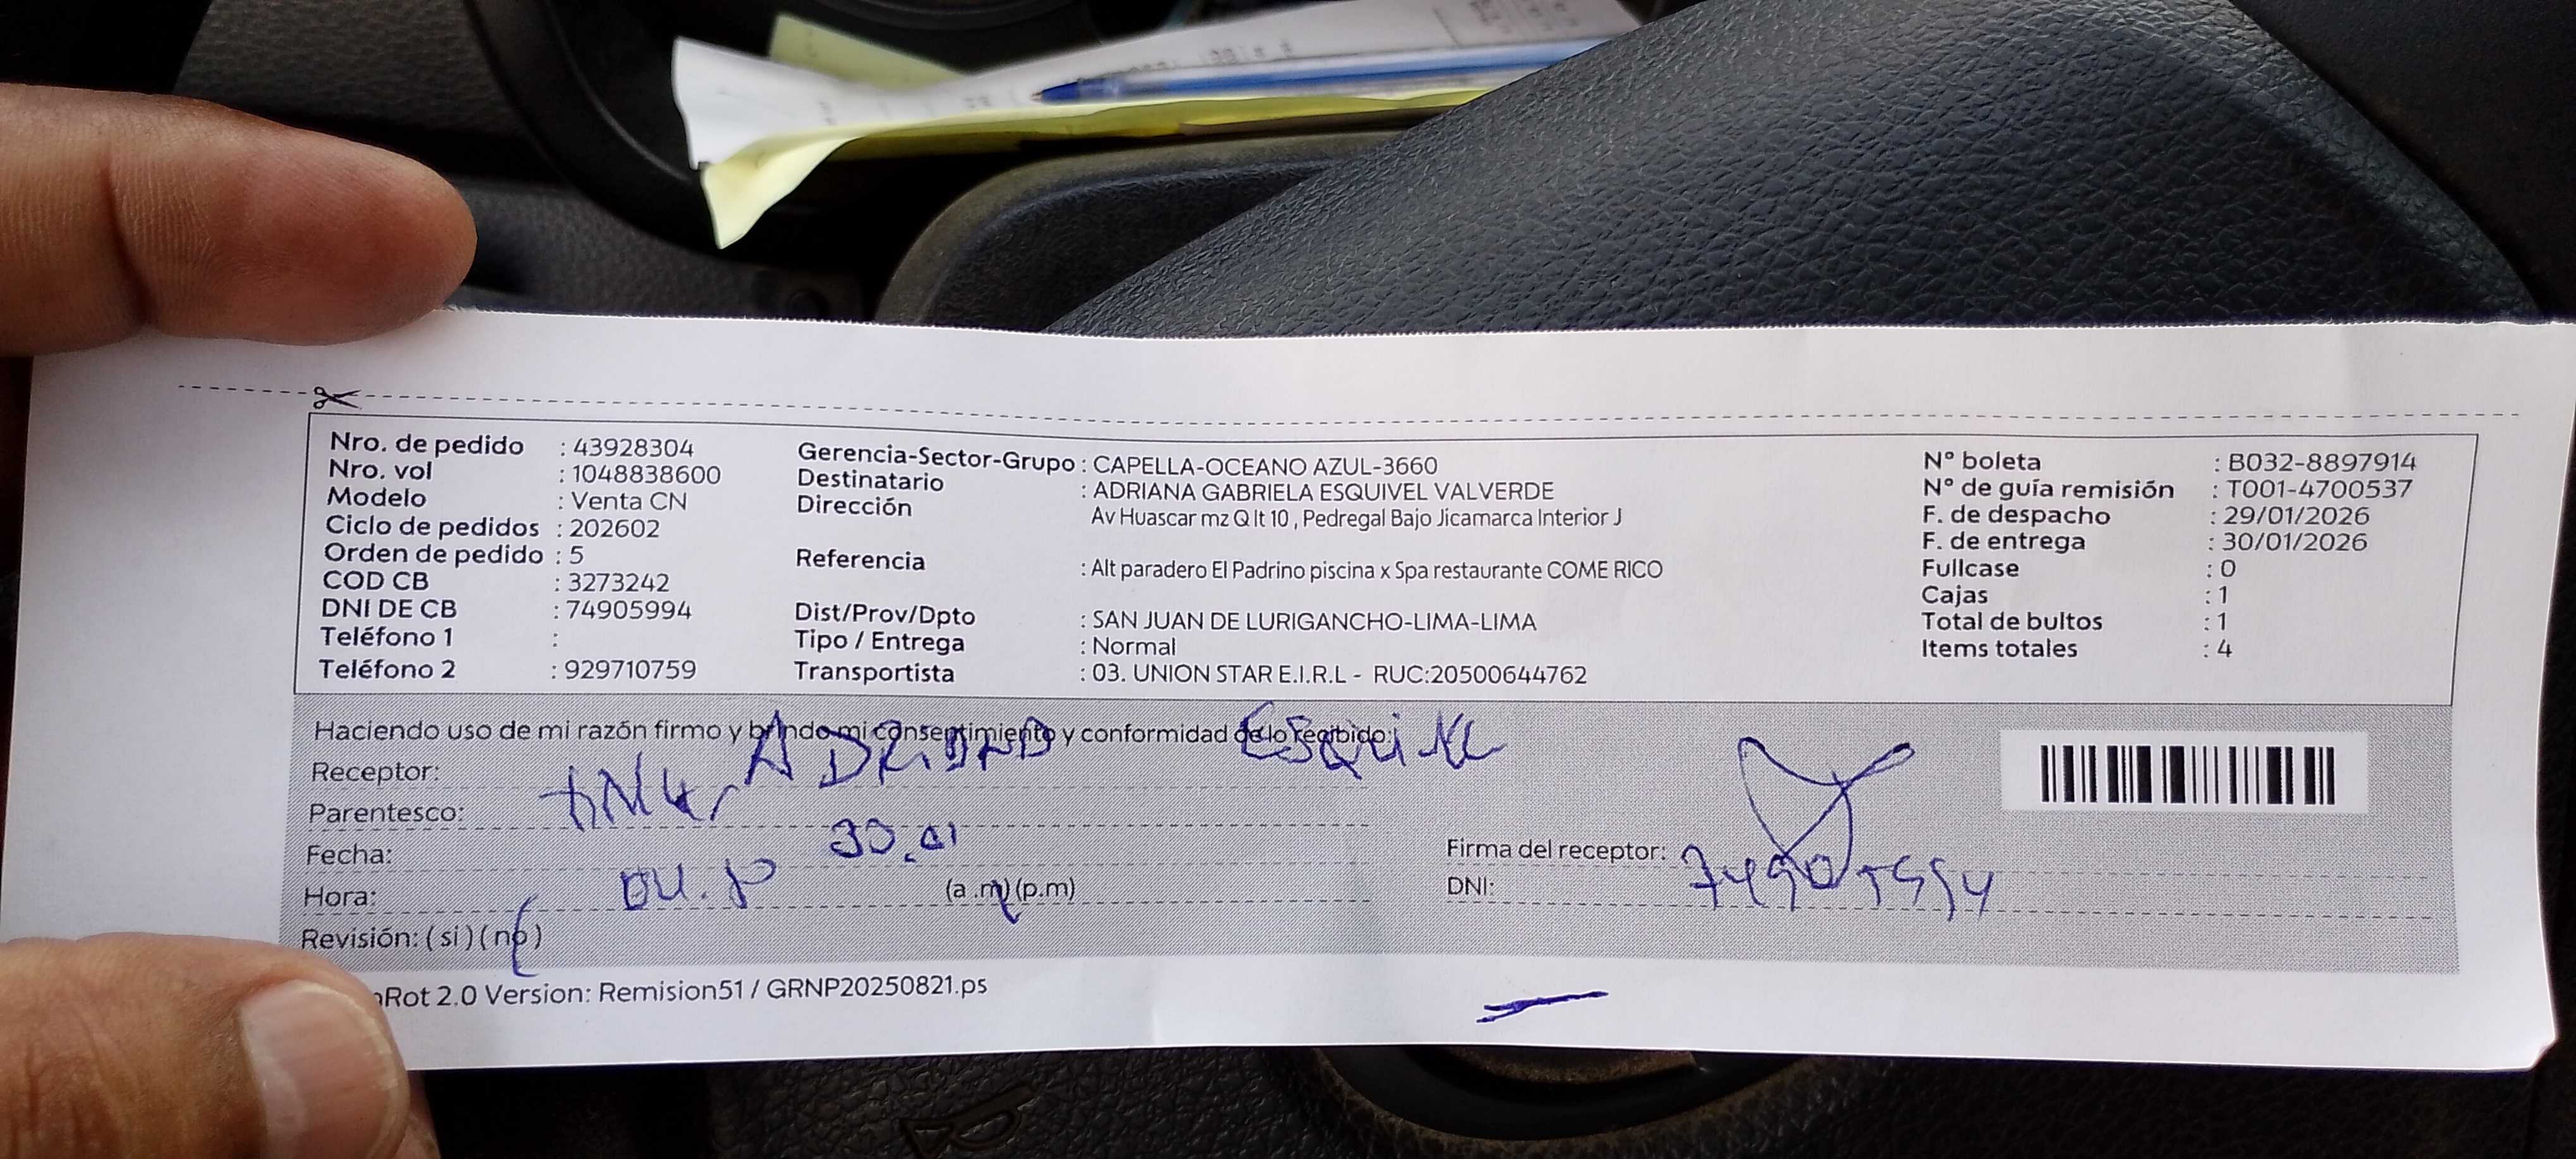 Nro. de pedido : 43928304
Nro. vol : 1048838600
Modelo : Venta CN
Ciclo de pedidos : 202602
Orden de pedido : 5
COD CB : 3273242
DNI DE CB : 74905994
Teléfono 1 :
Teléfono 2 : 929710759
Gerencia-Sector-Grupo : CAPELLA-OCEANO AZUL-3660
Destinatario : ADRIANA GABRIELA ESQUIVEL VALVERDE
Dirección Av Huascar mz Q lt 10 , Pedregal Bajo Jicamarca Interior J
Referencia : Alt paradero El Padrino piscina x Spa restaurante COME RICO
Dist/Prov/Dpto : SAN JUAN DE LURIGANCHO-LIMA-LIMA
Tipo / Entrega : Normal
Transportista : 03. UNION STAR E.I.R.L - RUC:20500644762
N° boleta : B032-8897914
N° de guía remisión : T001-4700537
F. de despacho : 29/01/2026
F. de entrega : 30/01/2026
Fullcase : 0
Cajas : 1
Total de bultos : 1
Items totales : 4
Haciendo uso de mi razón firmo y brindo mi consentimiento y conformidad de lo recibido:
Receptor: ADRIANA
Parentesco:
Fecha: 30.01
Hora: (a .m) (p.m)
Revisión: ( si ) ( no )
Firma del receptor:
DNI:
Rot 2.0 Version: Remision51 / GRNP20250821.ps